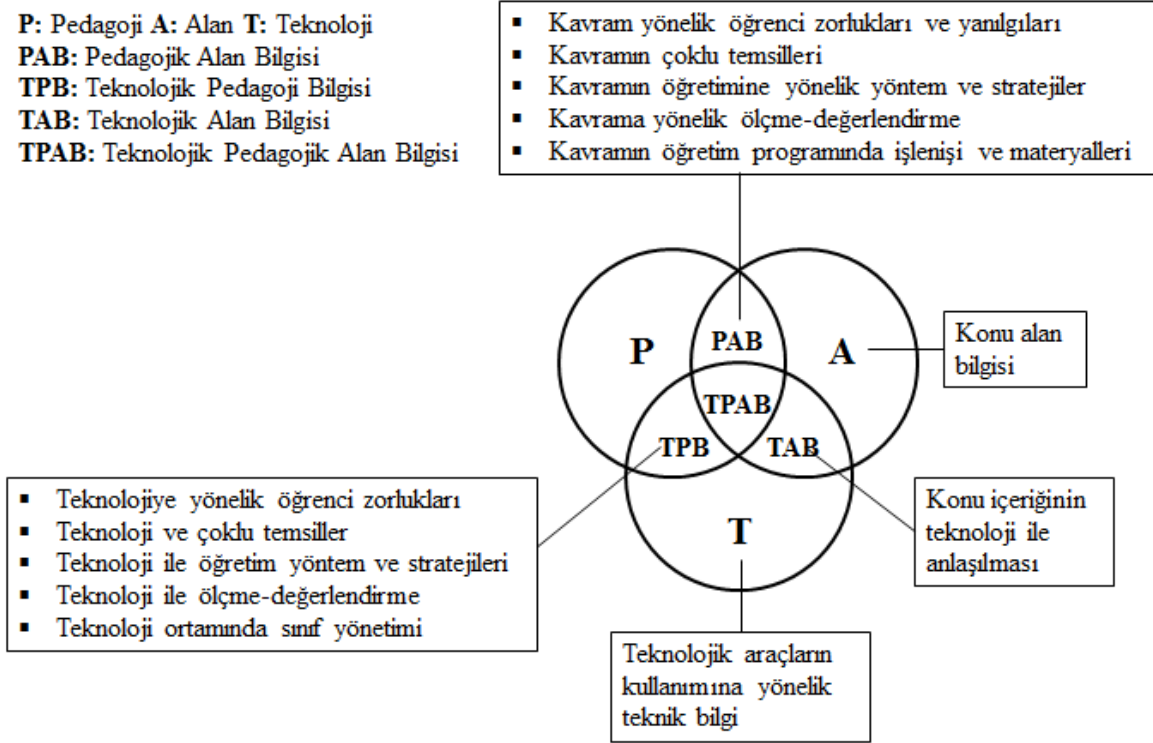 P: Pedagoji A: Alan T: Teknoloji
PAB: Pedagojik Alan Bilgisi
TPB: Teknolojik Pedagoji Bilgisi
TAB: Teknolojik Alan Bilgisi
TPAB: Teknolojik Pedagojik Alan Bilgisi
▪ Kavram yönelik öğrenci zorlukları ve yanılgıları
▪ Kavramın çoklu temsilleri
▪ Kavramın öğretimine yönelik yöntem ve stratejiler
▪ Kavrama yönelik ölçme-değerlendirme
▪ Kavramın öğretim programında işlenişi ve materyalleri
P
PAB
A
Konu alan
bilgisi
TPAB
TPB
TAB
▪ Teknolojiye yönelik öğrenci zorlukları
▪ Teknoloji ve çoklu temsiller
▪ Teknoloji ile öğretim yöntem ve stratejileri
▪ Teknoloji ile ölçme-değerlendirme
▪ Teknoloji ortamında sınıf yönetimi
T
Konu içeriğinin
teknoloji ile
anlaşılması
Teknolojik araçların
kullanımına yönelik
teknik bilgi